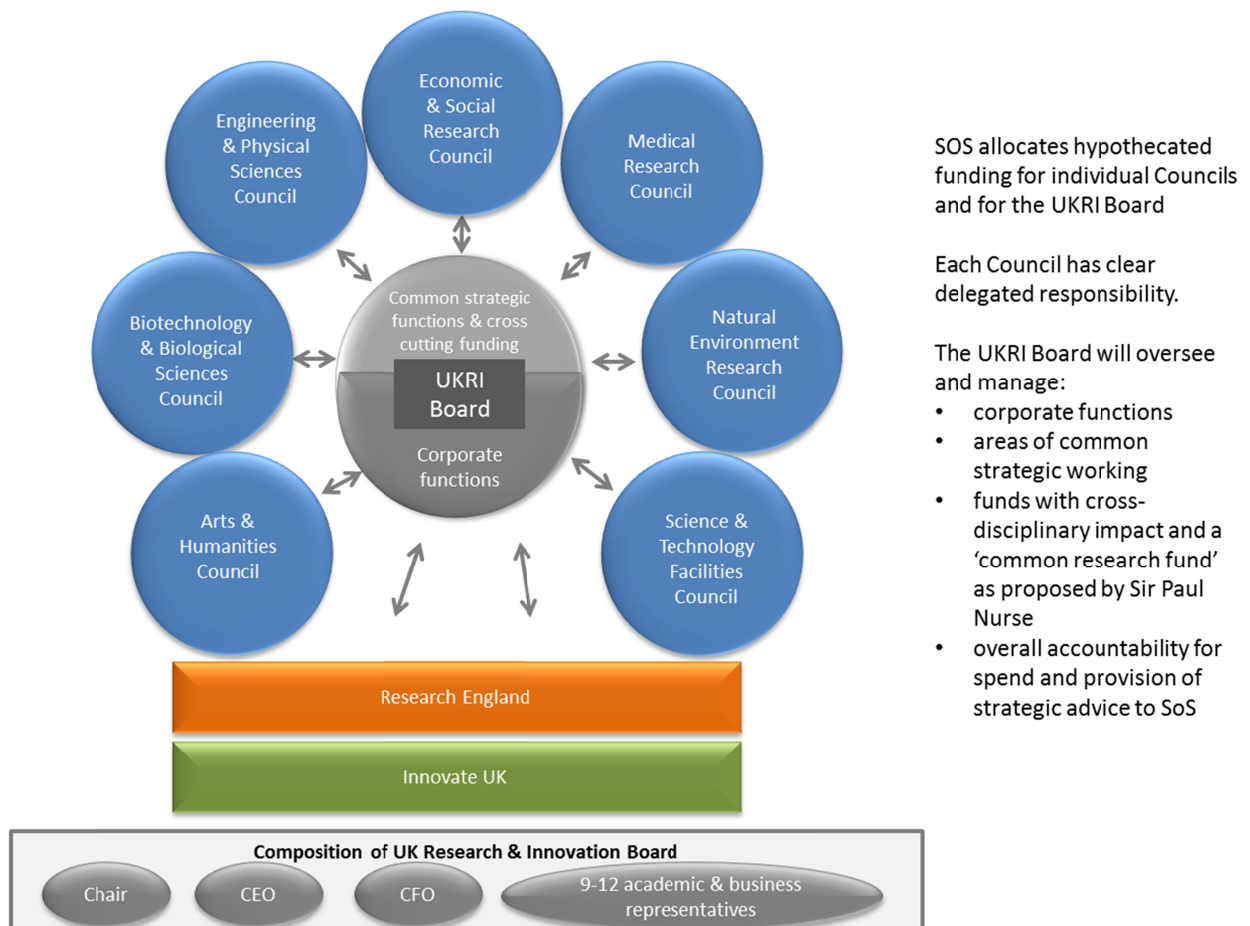 Economic
& Social
Research
Council
Engineering
& Physical
Sciences
Council
Medical
Research
Council
Biotechnology
& Biological
Sciences
Council
Common strategic
functions & cross
cutting funding
UKRI
Board
Corporate
functions
Natural
Environment
Research
Council
Arts &
Humanities
Council
Science &
Technology
Facilities
Council
Research England
Innovate UK
Composition of UK Research & Innovation Board
Chair
CEO
CFO
9-12 academic & business
representatives
SOS allocates hypothecated
funding for individual Councils
and for the UKRI Board
Each Council has clear
delegated responsibility.
The UKRI Board will oversee
and manage:
• corporate functions
• areas of common
strategic working
• funds with cross-
disciplinary impact and a
‘common research fund’
as proposed by Sir Paul
Nurse
• overall accountability for
spend and provision of
strategic advice to SoS